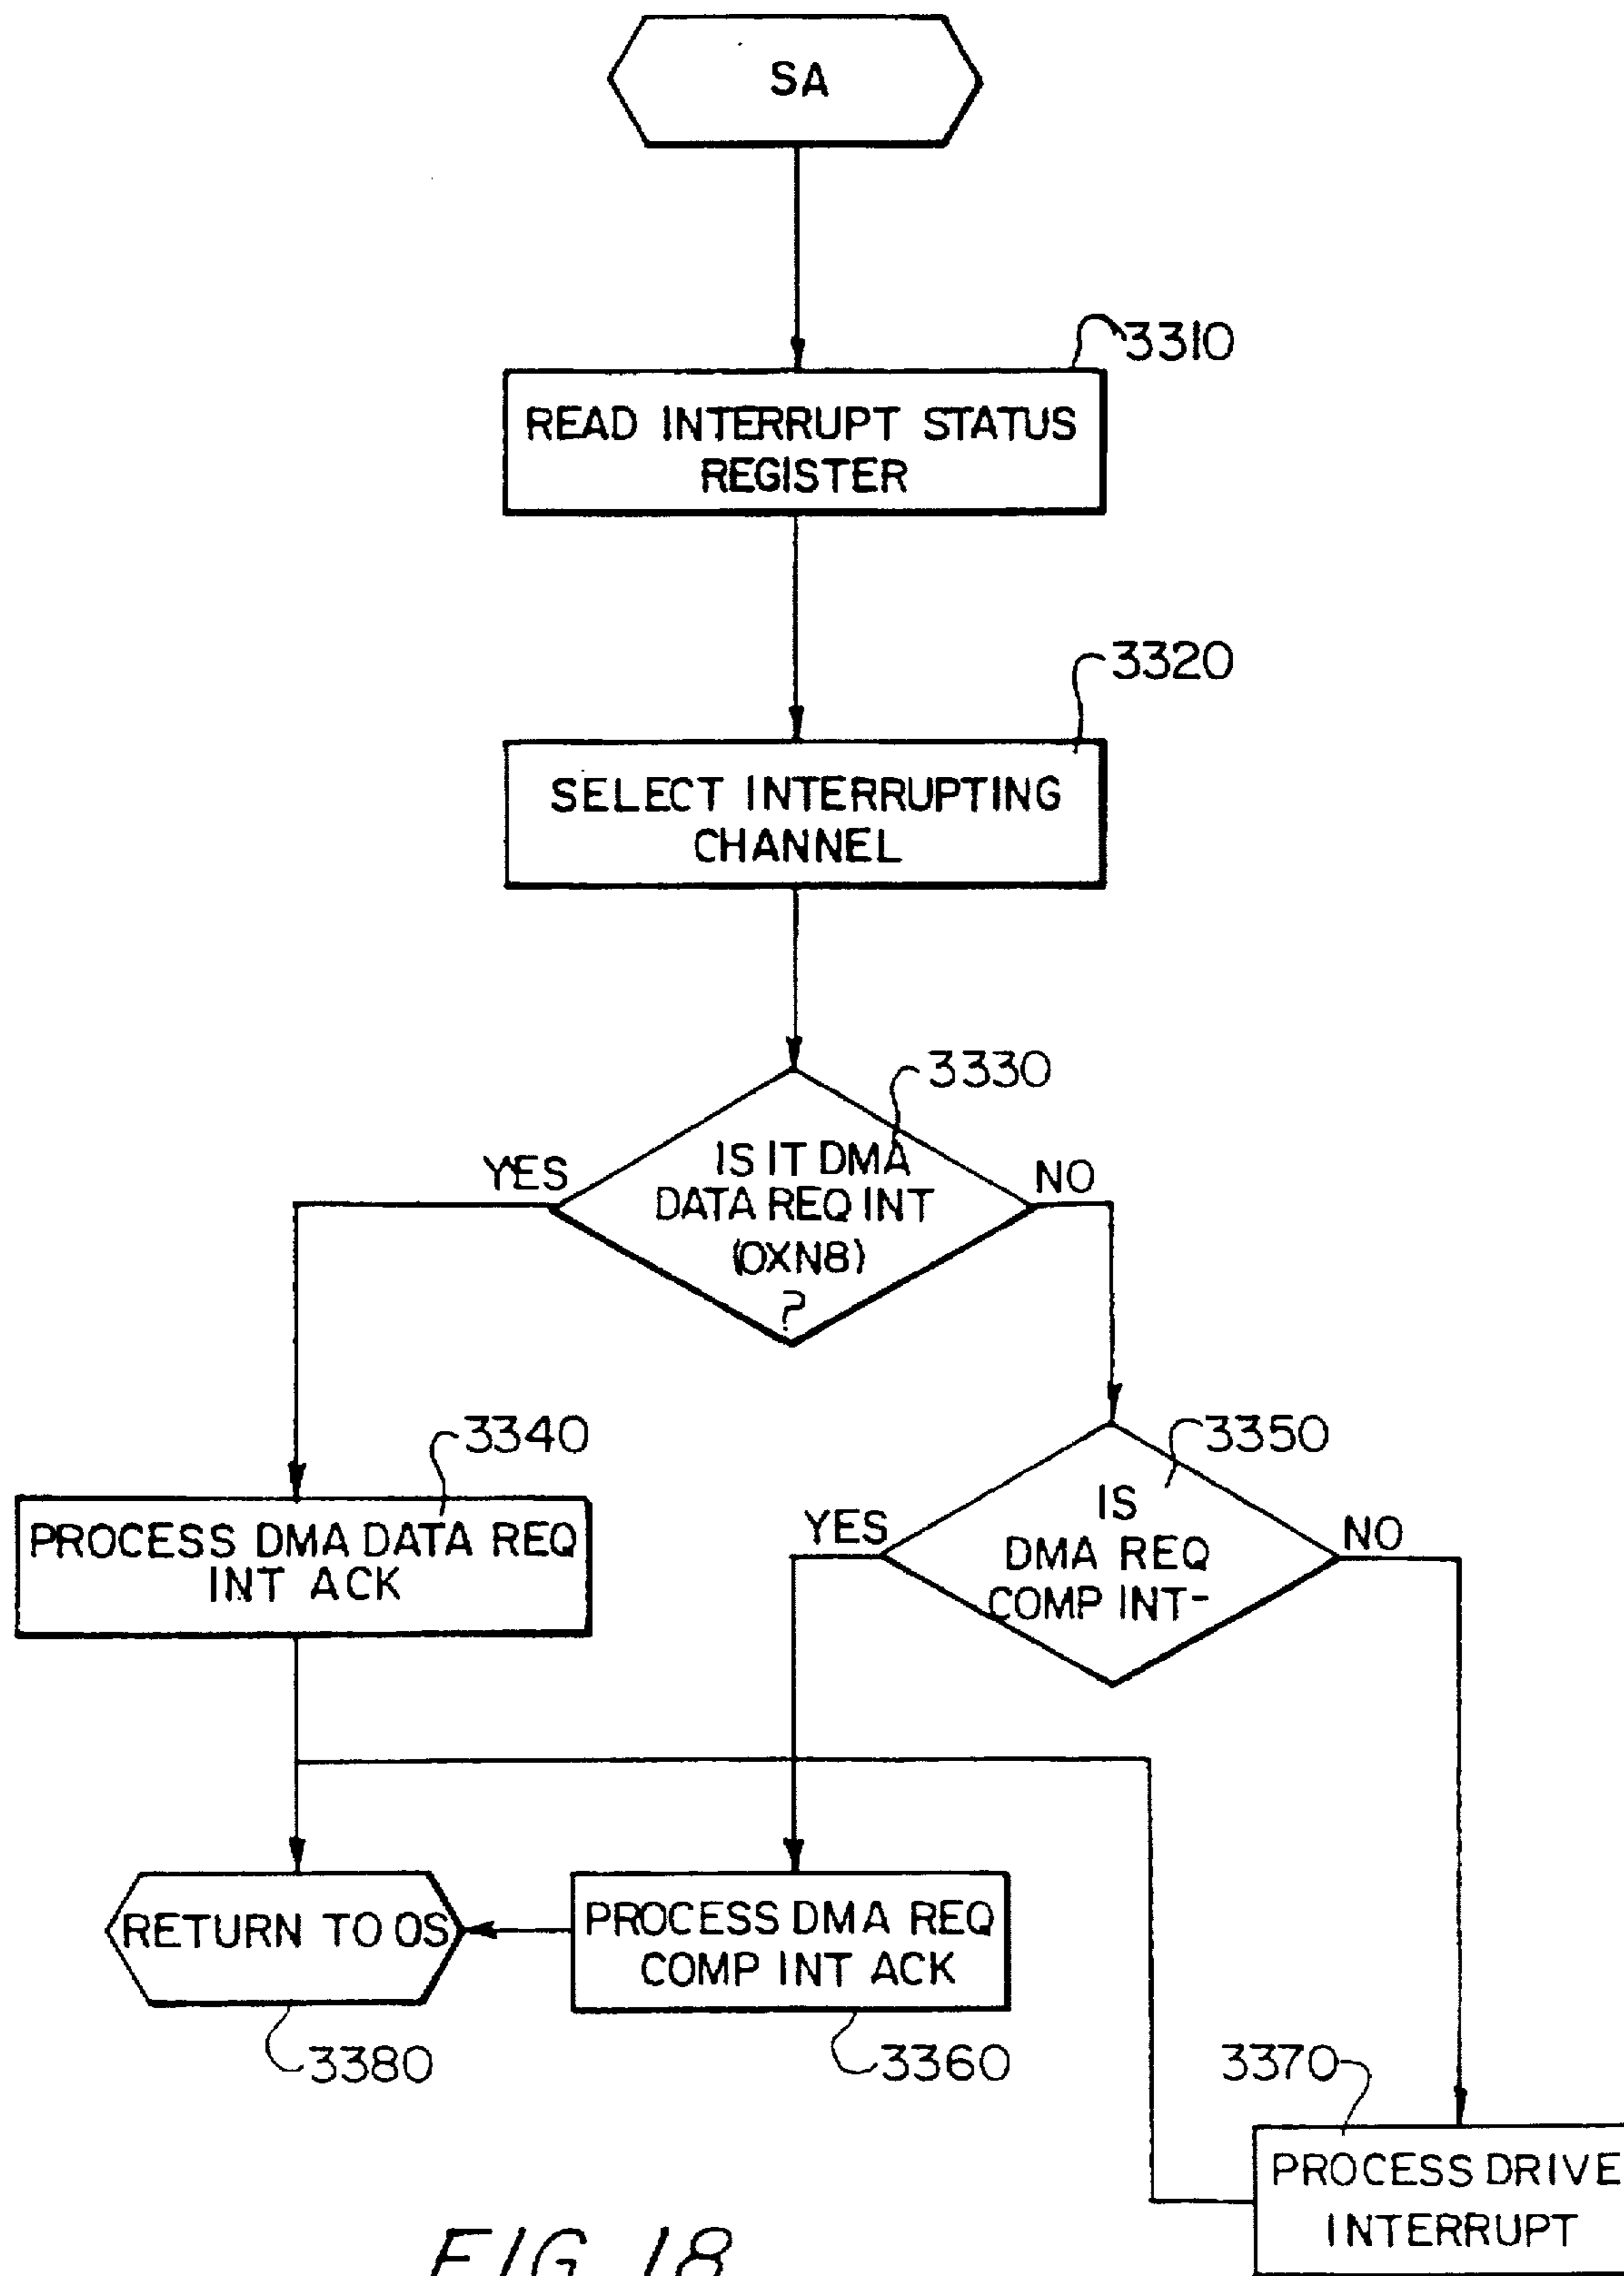 SA
3310
READ INTERRUPT STATUS
REGISTER
3320
SELECT INTERRUPTING
CHANNEL
3330
IS IT DMA
DATA REQ INT
(OXN8)
?
YES
NO
3340
PROCESS DMA DATA REQ
INT ACK
3350
IS
DMA REQ
COMP INT-
YES
NO
RETURN TO OS
3380
PROCESS DMA REQ
COMP INT ACK
3360
3370
PROCESS DRIVE
INTERRUPT
FIG. 18